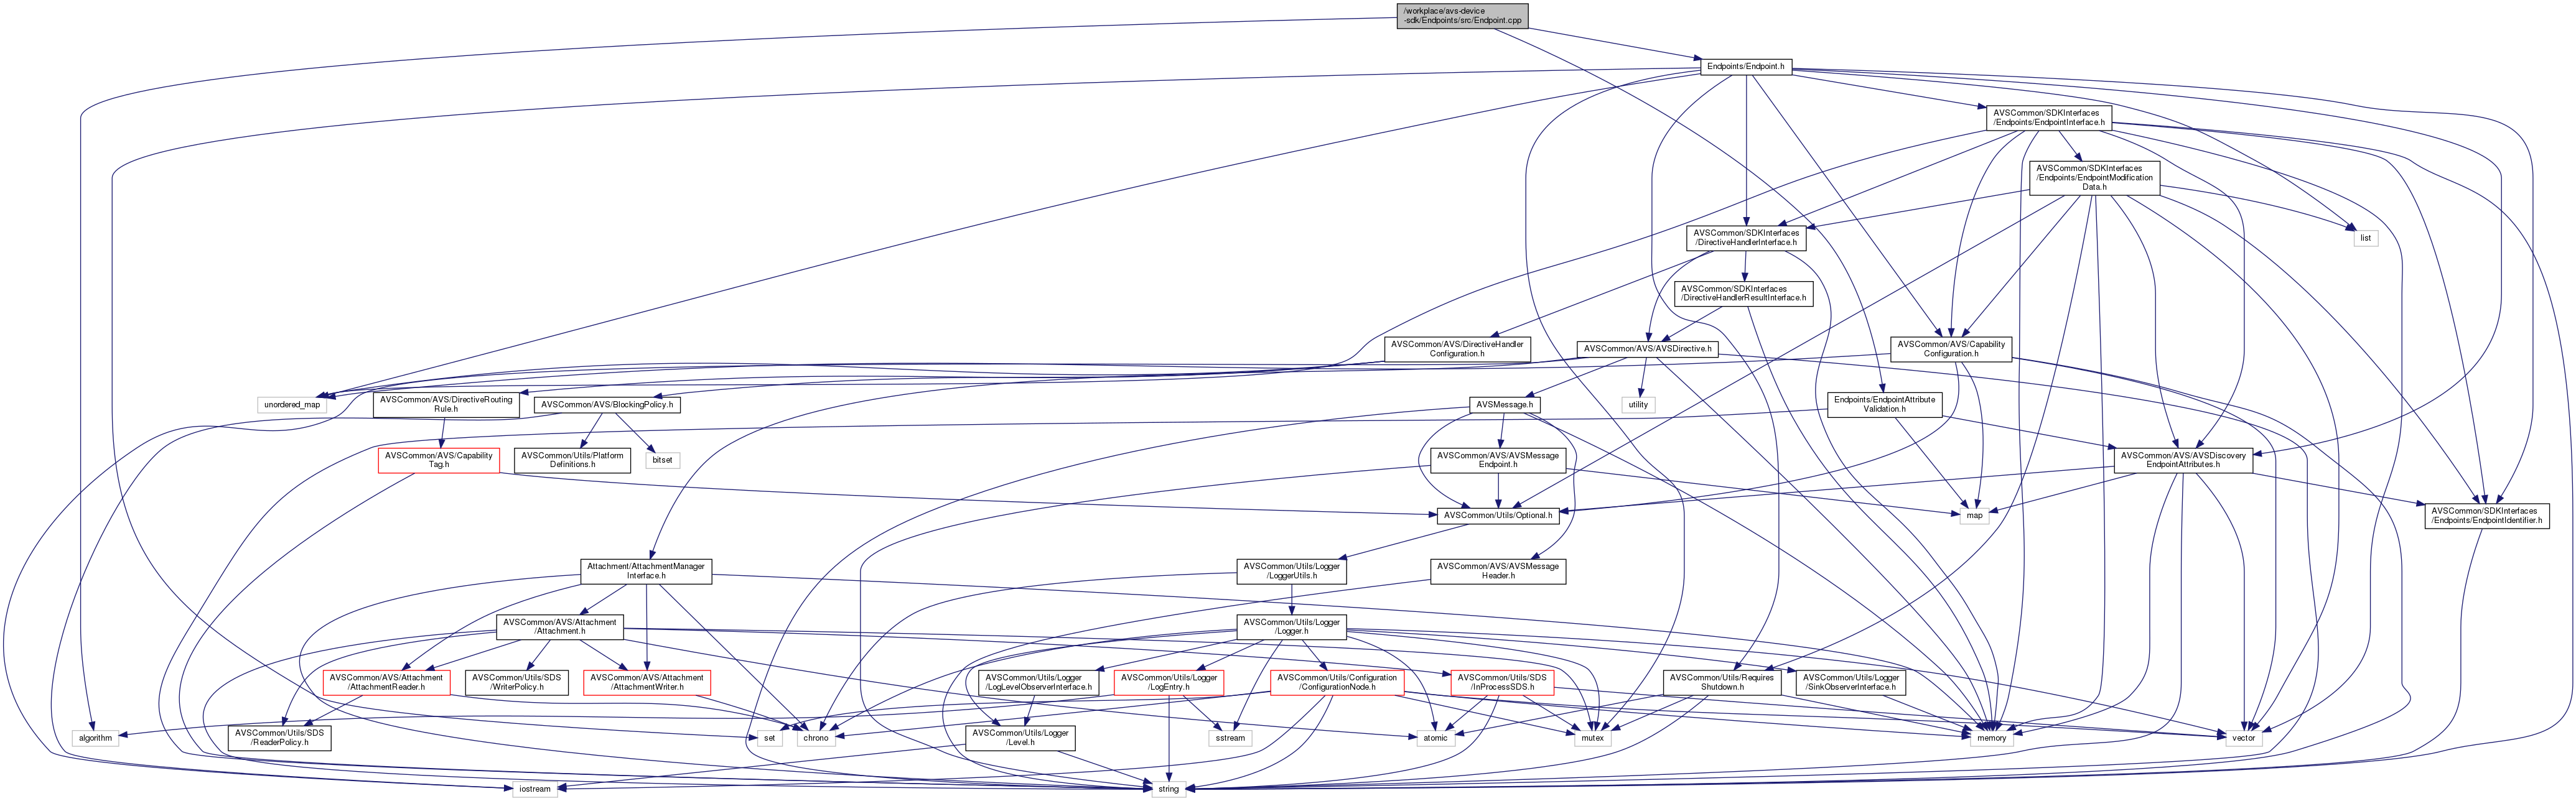 /workplace/avs-device
-sdk/Endpoints/src/Endpoint.cpp
Endpoints/Endpoint.h
AVSCommon/SDKInterfaces
/Endpoints/EndpointInterface.h
AVSCommon/SDKInterfaces
/Endpoints/EndpointModification
Data.h
AVSCommon/SDKInterfaces
/DirectiveHandlerInterface.h
list
AVSCommon/SDKInterfaces
/DirectiveHandlerResultInterface.h
AVSCommon/AVS/DirectiveHandler
Configuration.h
AVSCommon/AVS/AVSDirective.h
AVSCommon/AVS/Capability
Configuration.h
unordered_map
AVSCommon/AVS/DirectiveRouting
Rule.h
AVSCommon/AVS/BlockingPolicy.h
AVSMessage.h
utility
Endpoints/EndpointAttribute
Validation.h
AVSCommon/AVS/Capability
Tag.h
AVSCommon/Utils/Platform
Definitions.h
bitset
AVSCommon/AVS/AVSMessage
Endpoint.h
AVSCommon/AVS/AVSDiscovery
EndpointAttributes.h
AVSCommon/Utils/Optional.h
map
AVSCommon/SDKInterfaces
/Endpoints/EndpointIdentifier.h
Attachment/AttachmentManager
Interface.h
AVSCommon/Utils/Logger
/LoggerUtils.h
AVSCommon/AVS/AVSMessage
Header.h
AVSCommon/AVS/Attachment
/Attachment.h
AVSCommon/Utils/Logger
/Logger.h
AVSCommon/AVS/Attachment
/AttachmentReader.h
AVSCommon/Utils/SDS
/WriterPolicy.h
AVSCommon/AVS/Attachment
/AttachmentWriter.h
AVSCommon/Utils/Logger
/LogLevelObserverInterface.h
AVSCommon/Utils/Logger
/LogEntry.h
AVSCommon/Utils/Configuration
/ConfigurationNode.h
AVSCommon/Utils/SDS
/InProcessSDS.h
AVSCommon/Utils/Logger
/SinkObserverInterface.h
AVSCommon/Utils/Requires
Shutdown.h
algorithm
AVSCommon/Utils/SDS
/ReaderPolicy.h
set
chrono
AVSCommon/Utils/Logger
/Level.h
sstream
atomic
mutex
memory
vector
iostream
string